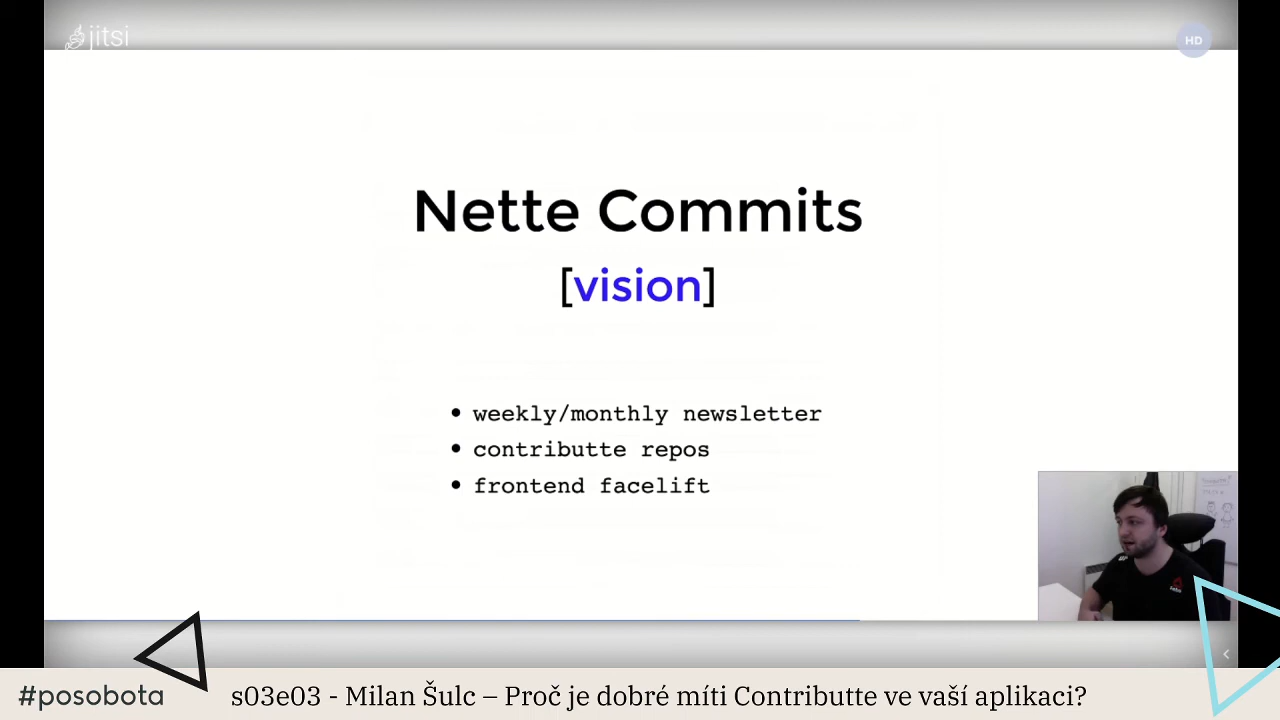 jitsi
HD
Nette Commits
[vision]
• weekly/monthly newsletter
• contributte repos
• frontend facelift
#posobota
s03e03 - Milan Šulc – Proč je dobré míti Contributte ve vaší aplikaci?